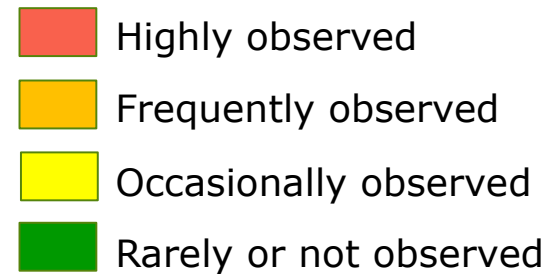 Highly observed
Frequently observed
Occasionally observed
Rarely or not observed